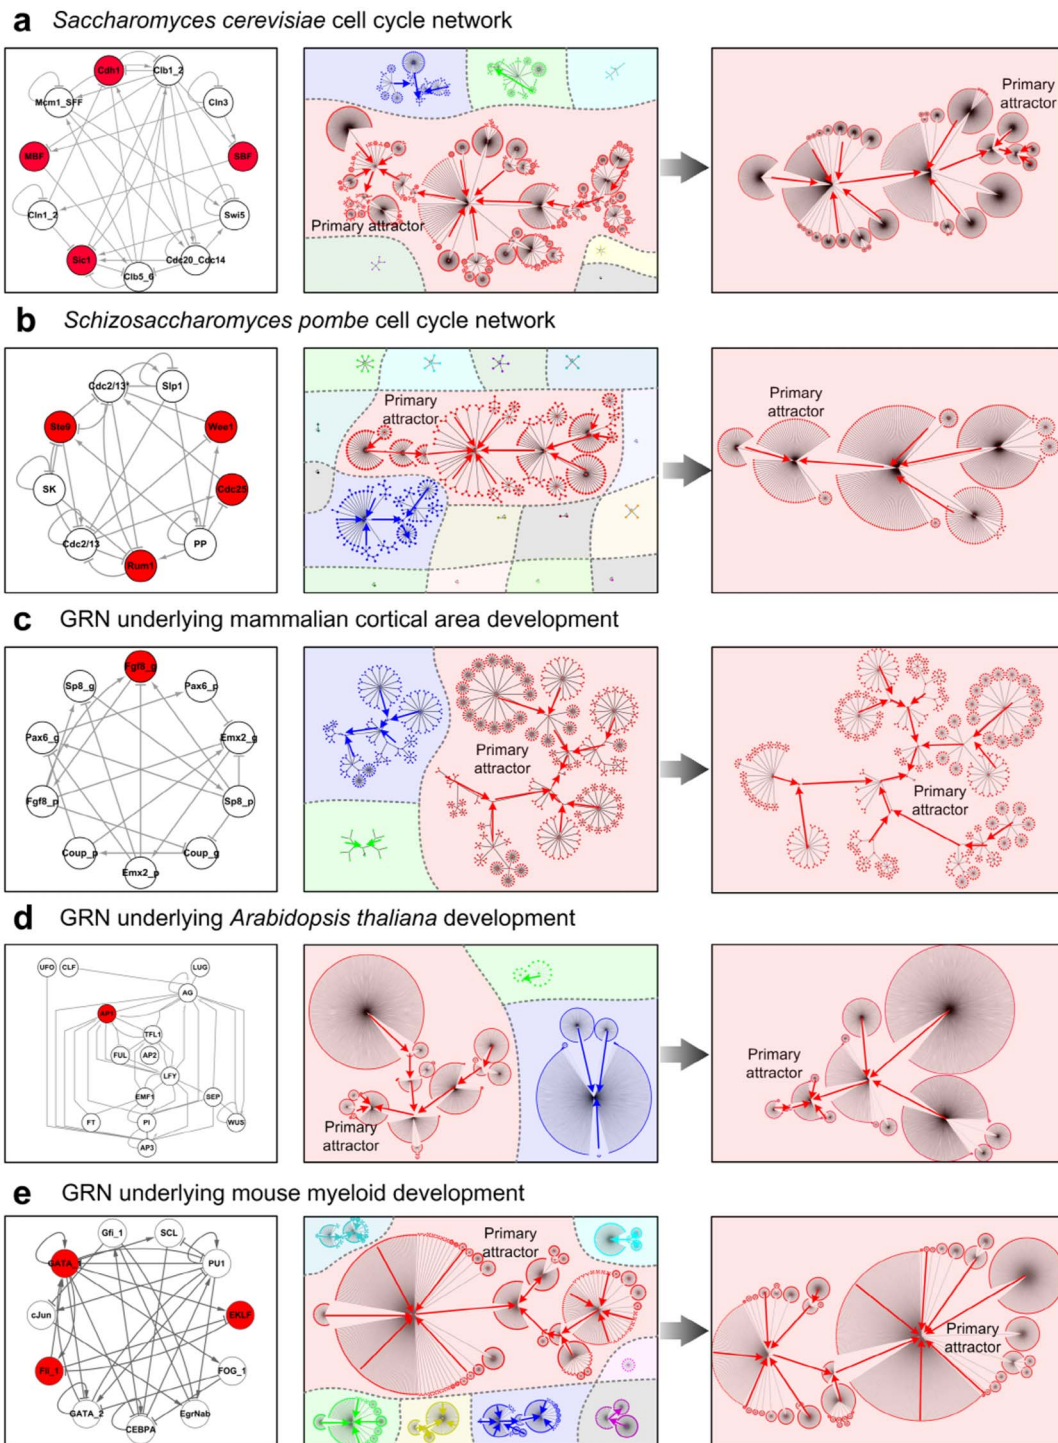 a Saccharomyces cerevisiae cell cycle network
Cdh1
Clb1_2
Mcm1_SFF
Cln3
MBF
SBF
Cln1_2
Swi5
Sic1
Cdc20_Cdc14
Clb5_6
Primary attractor
Primary
attractor
b Schizosaccharomyces pombe cell cycle network
Cdc2/13*
Slp1
Ste9
Wee1
SK
Cdc25
Cdc2/13
PP
Rum1
Primary
attractor
Primary
attractor
c GRN underlying mammalian cortical area development
Fgf8_g
Sp8_g
Pax6_p
Pax6_g
Emx2_g
Fgf8_p
Sp8_p
Coup_p
Coup_g
Emx2_p
Primary
attractor
Primary
attractor
d GRN underlying Arabidopsis thaliana development
UFO
CLF
LUG
AG
AP1
TFL1
FUL
AP2
LFY
EMF1
SEP
FT
PI
WUS
AP3
Primary
attractor
Primary
attractor
e GRN underlying mouse myeloid development
Gfi_1
SCL
GATA_1
PU1
cJun
EKLF
Fli_1
FOG_1
GATA_2
EgrNab
CEBPA
Primary
attractor
Primary
attractor